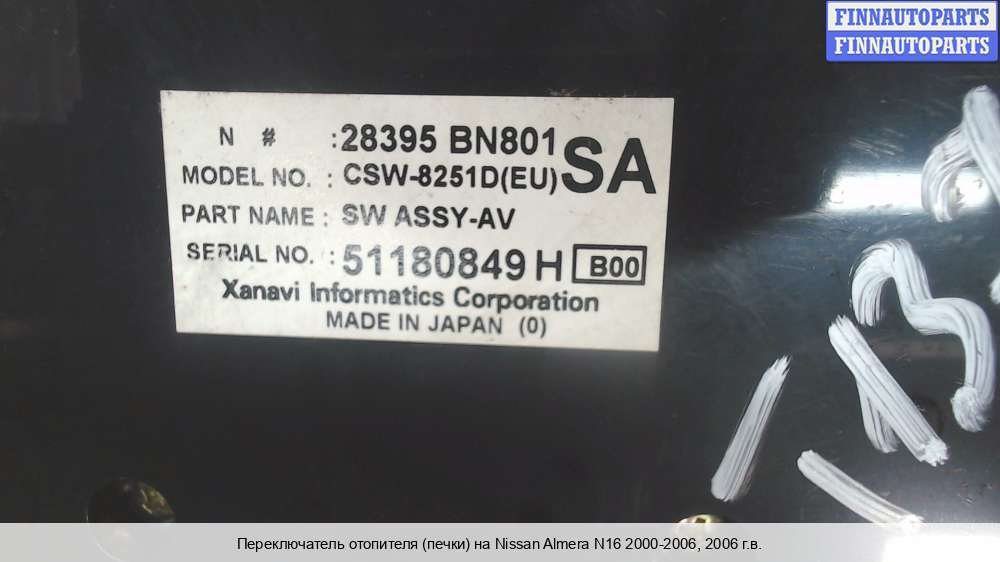 FINNAUTOPARTS
FINNAUTOPARTS
N # : 28395 BN801
SA
MODEL NO. : CSW-8251D(EU)
PART NAME : SW ASSY-AV
SERIAL NO. : 51180849 H B00
Xanavi Informatics Corporation
MADE IN JAPAN (0)
Переключатель отопителя (печки) на Nissan Almera N16 2000-2006, 2006 г.в.